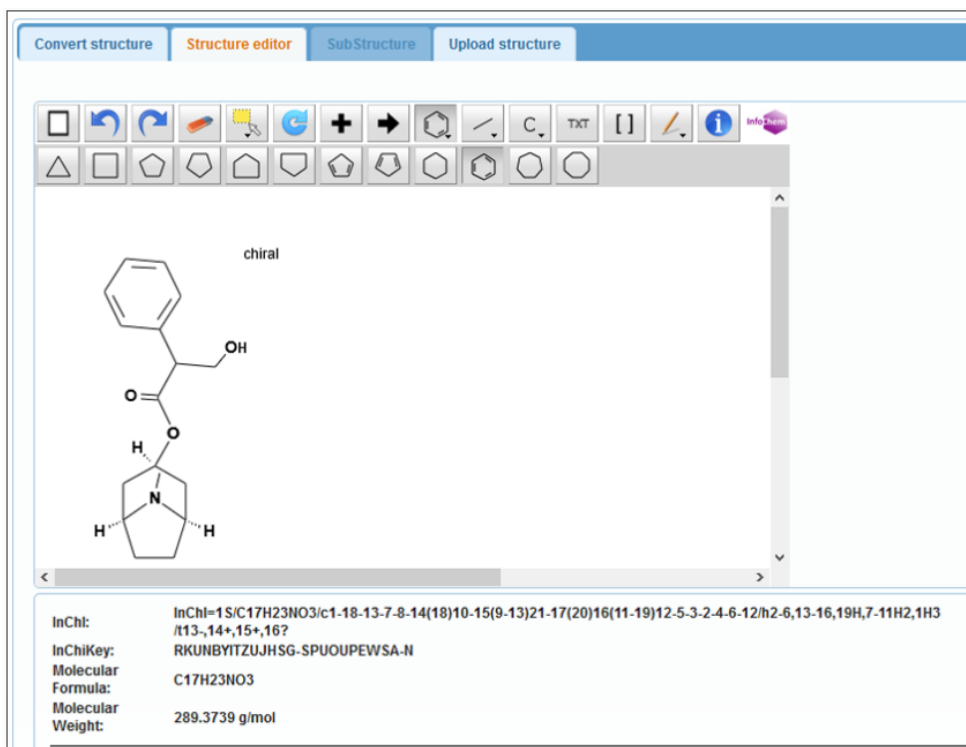 Convert structure Structure editor SubStructure Upload structure
C TXT [ ] i InfoChem
chiral
OH
O
O
H
N
H H
InChI: InChI=1S/C17H23NO3/c1-18-13-7-8-14(18)10-15(9-13)21-17(20)16(11-19)12-5-3-2-4-6-12/h2-6,13-16,19H,7-11H2,1H3
/t13-,14+,15+,16?
InChiKey: RKUNBYITZUJHSG-SPUOUPEWSA-N
Molecular
Formula: C17H23NO3
Molecular
Weight: 289.3739 g/mol